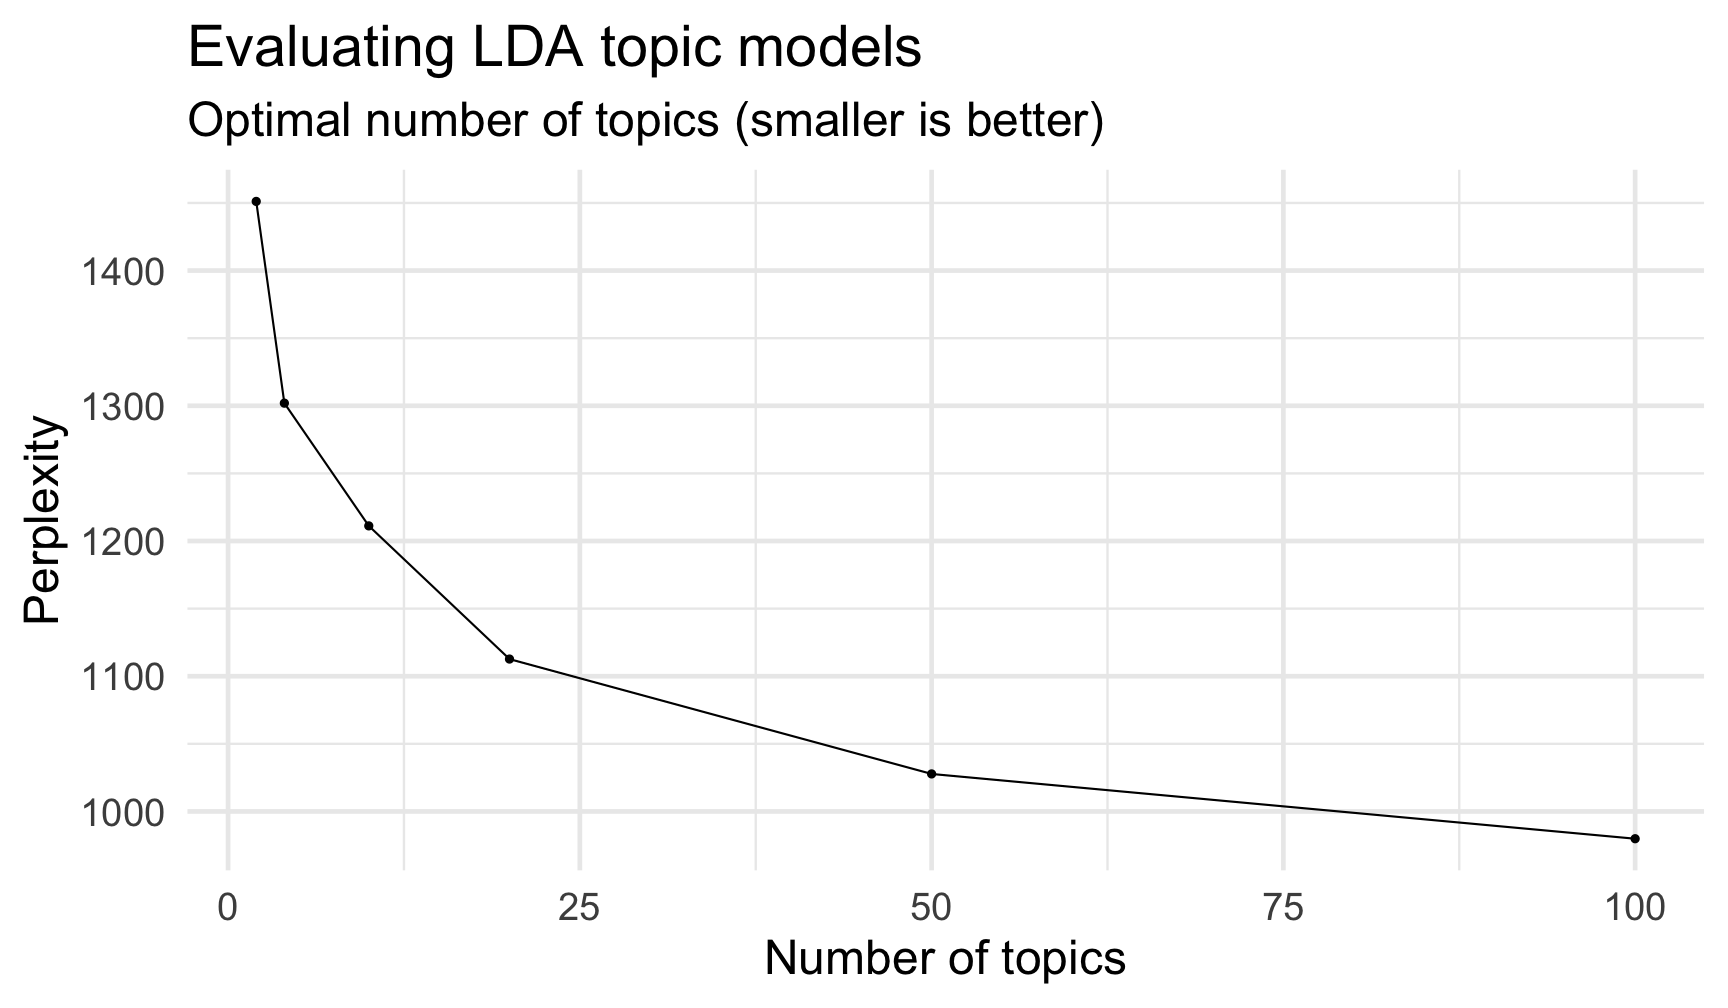 Evaluating LDA topic models
Optimal number of topics (smaller is better)
Perplexity
1400
1300
1200
1100
1000
0 25 50 75 100
Number of topics